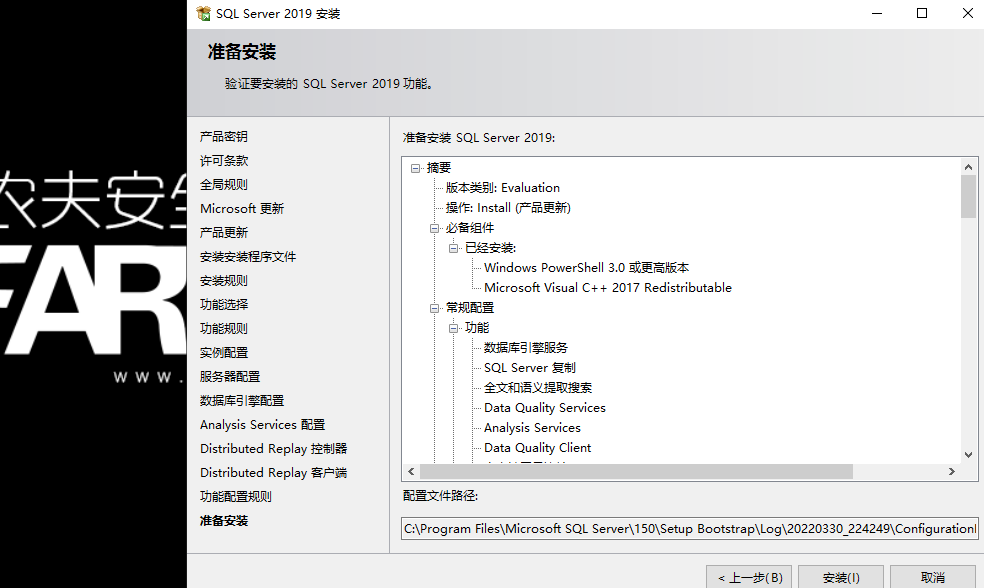 SQL Server 2019 安装
准备安装
验证要安装的 SQL Server 2019 功能。
农夫安全
FAR
www.
产品密钥
许可条款
全局规则
Microsoft 更新
产品更新
安装安装程序文件
安装规则
功能选择
功能规则
实例配置
服务器配置
数据库引擎配置
Analysis Services 配置
Distributed Replay 控制器
Distributed Replay 客户端
功能配置规则
准备安装
准备安装 SQL Server 2019:
摘要
版本类别: Evaluation
操作: Install (产品更新)
必备组件
已经安装:
Windows PowerShell 3.0 或更高版本
Microsoft Visual C++ 2017 Redistributable
常规配置
功能
数据库引擎服务
SQL Server 复制
全文和语义提取搜索
Data Quality Services
Analysis Services
Data Quality Client
配置文件路径:
C:\Program Files\Microsoft SQL Server\150\Setup Bootstrap\Log\20220330_224249\Configuration
< 上一步(B)
安装(I)
取消